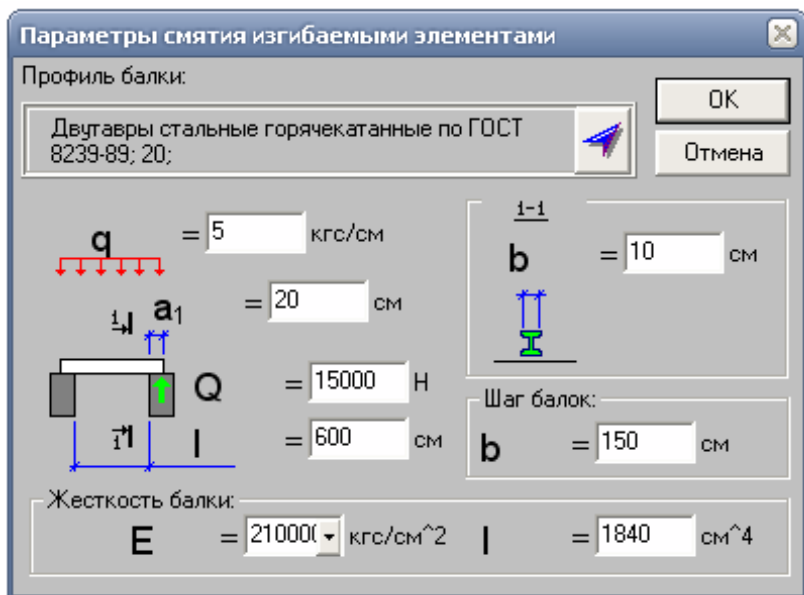 Параметры смятия изгибаемыми элементами
Профиль балки:
Двутавры стальные горячекатанные по ГОСТ
8239-89; 20;
OK
Отмена
q = 5 кгс/см
a1 = 20 см
1
Q = 15000 Н
1
l = 600 см
1-1
b = 10 см
Шаг балок:
b = 150 см
Жесткость балки:
E = 210000 кгс/см^2 I = 1840 см^4